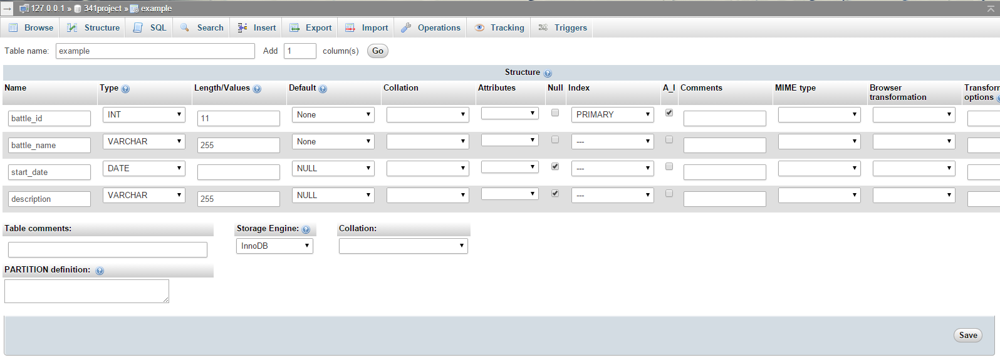 → 127.0.0.1 » 341project » example
Browse Structure SQL Search Insert Export Import Operations Tracking Triggers
Table name: example Add 1 column(s) Go
Structure
Name Type Length/Values Default Collation Attributes Null Index A_I Comments MIME type Browser transformation Transforn options
battle_id INT 11 None PRIMARY
battle_name VARCHAR 255 None ---
start_date DATE NULL ---
description VARCHAR 255 NULL ---
Table comments: Storage Engine: Collation:
InnoDB
PARTITION definition:
Save